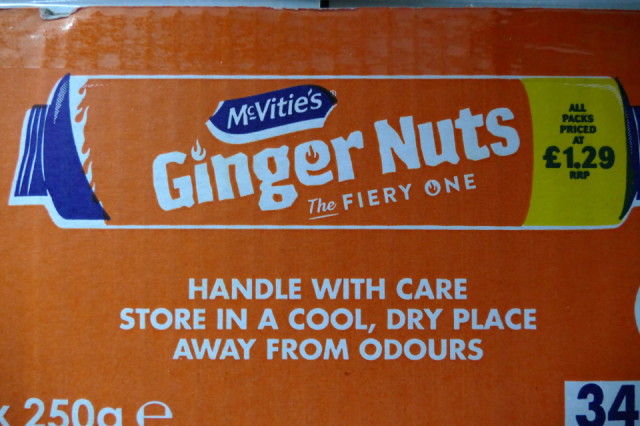 McVitie's
Ginger Nuts
The FIERY ONE
ALL
PACKS
PRICED
AT
£1.29
RRP
HANDLE WITH CARE
STORE IN A COOL, DRY PLACE
AWAY FROM ODOURS
x 250g e
34